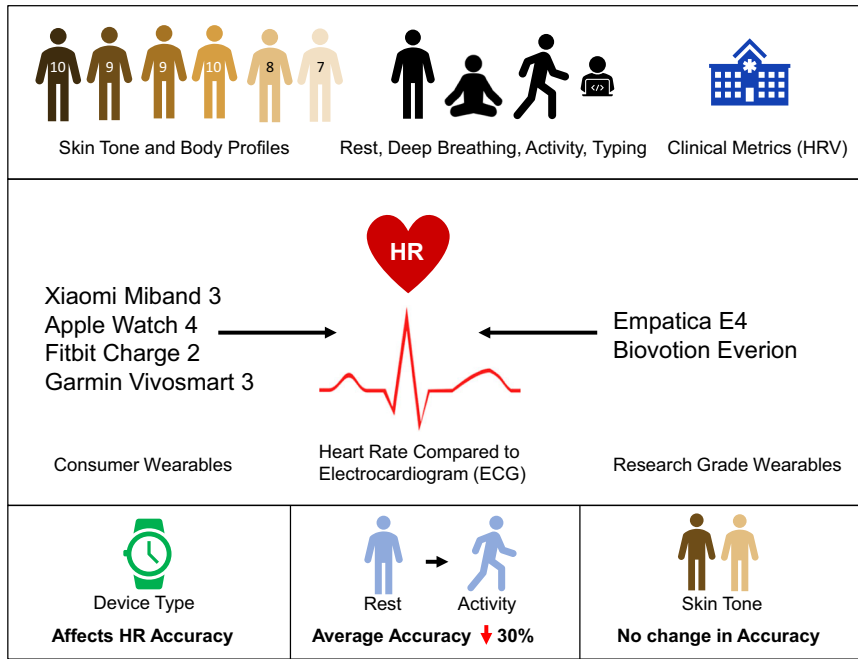 10 9 9 10 8 7
Skin Tone and Body Profiles
</>
Rest, Deep Breathing, Activity, Typing
Clinical Metrics (HRV)
HR
Xiaomi Miband 3
Apple Watch 4
Fitbit Charge 2
Garmin Vivosmart 3
Consumer Wearables
Heart Rate Compared to
Electrocardiogram (ECG)
Empatica E4
Biovotion Everion
Research Grade Wearables
Device Type
Affects HR Accuracy
Rest
Activity
Average Accuracy 30%
Skin Tone
No change in Accuracy